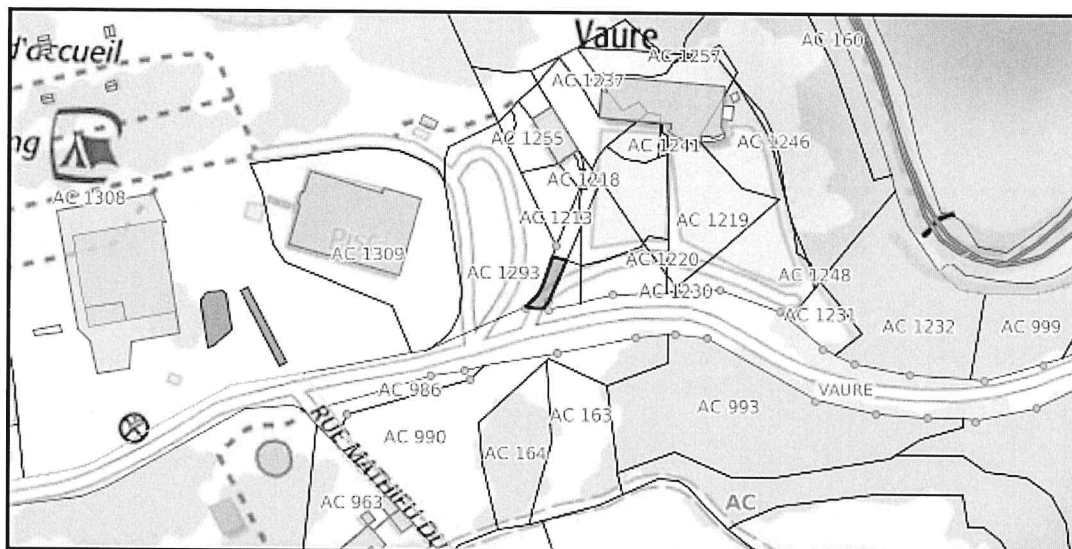 Vaure
d'accueil
AC 160
AC 1257
AC 1237
ng
AC 1255
AC 1241
AC 1246
AC 1218
AC 1308
AC 1213
AC 1219
AC 1309
AC 1220
AC 1293
AC 1248
AC 1230
AC 1231
AC 1232
AC 999
AC 986
VAURE
AC 163
AC 993
AC 990
RUE MATHIEU DU
AC 164
AC 963
AC